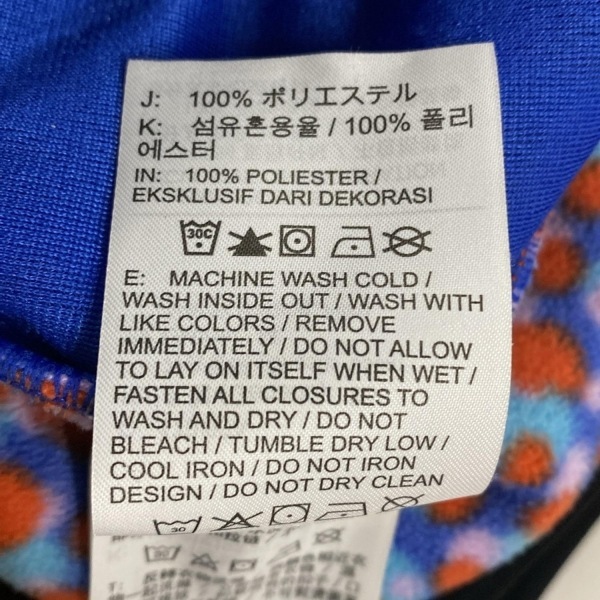 J: 100% ポリエステル
K: 섬유혼용율 / 100% 폴리
에스터
IN: 100% POLIESTER /
EKSKLUSIF DARI DEKORASI
30C
E: MACHINE WASH COLD /
WASH INSIDE OUT / WASH WITH
LIKE COLORS / REMOVE
IMMEDIATELY / DO NOT ALLOW
TO LAY ON ITSELF WHEN WET /
FASTEN ALL CLOSURES TO
WASH AND DRY / DO NOT
BLEACH / TUMBLE DRY LOW /
COOL IRON / DO NOT IRON
DESIGN / DO NOT DRY CLEAN
30
30